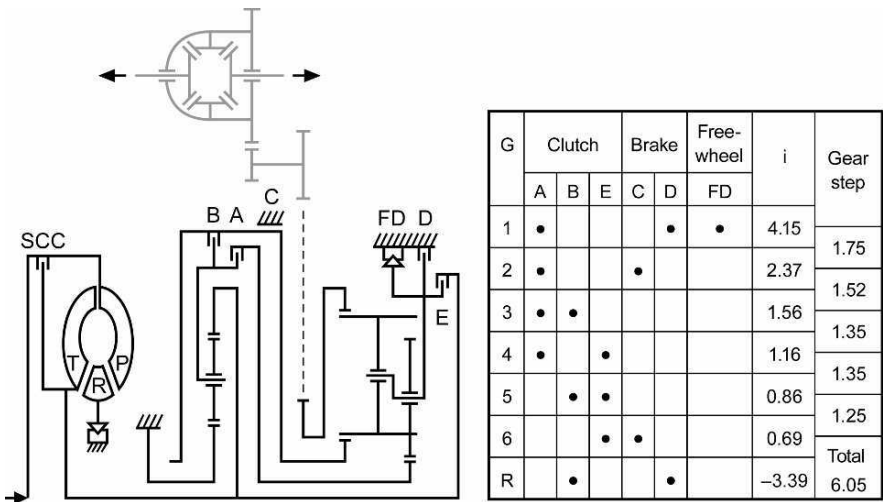 C
B A
FD D
SCC
E
T P
R
G Clutch Brake Free-wheel i Gear step
A B E C D FD
1 • • • 4.15
1.75
2 • • 2.37
1.52
3 • • 1.56
1.35
4 • • 1.16
1.35
5 • • 0.86
1.25
6 • • 0.69
Total
R • • –3.39 6.05